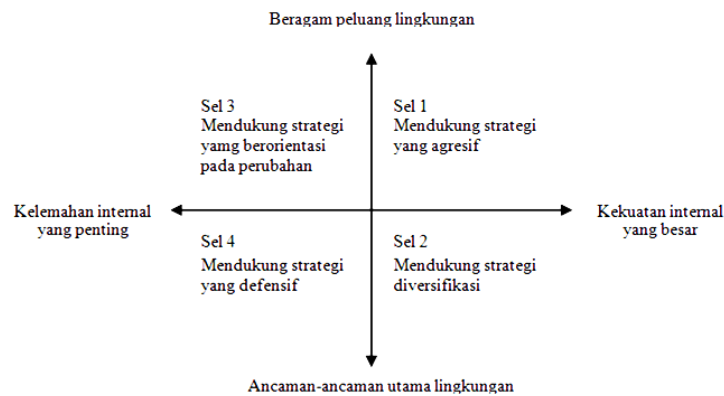 Beragam peluang lingkungan
Sel 3
Mendukung strategi
yamg berorientasi
pada perubahan
Sel 1
Mendukung strategi
yang agresif
Kelemahan internal
yang penting
Kekuatan internal
yang besar
Sel 4
Mendukung strategi
yang defensif
Sel 2
Mendukung strategi
diversifikasi
Ancaman-ancaman utama lingkungan